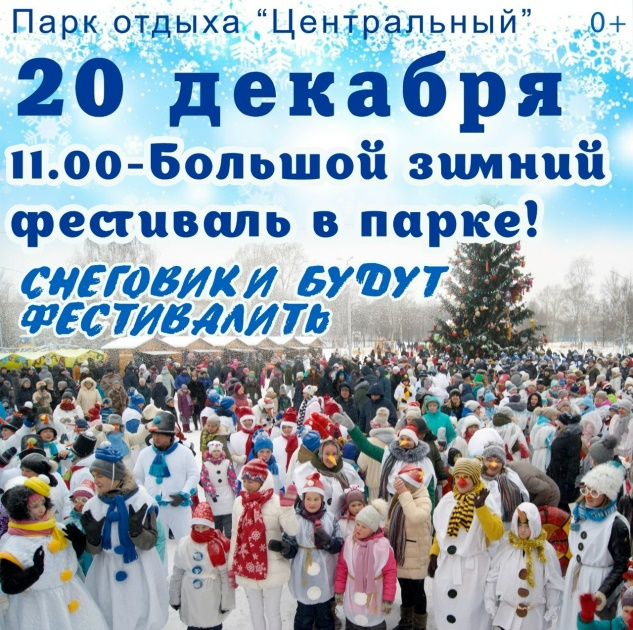 Парк отдыха “Центральный” 0+
20 декабря
11.00-Большой зимний
фестиваль в парке!
СНЕГОВИКИ БУДУТ
ФЕСТИВАЛИТЬ